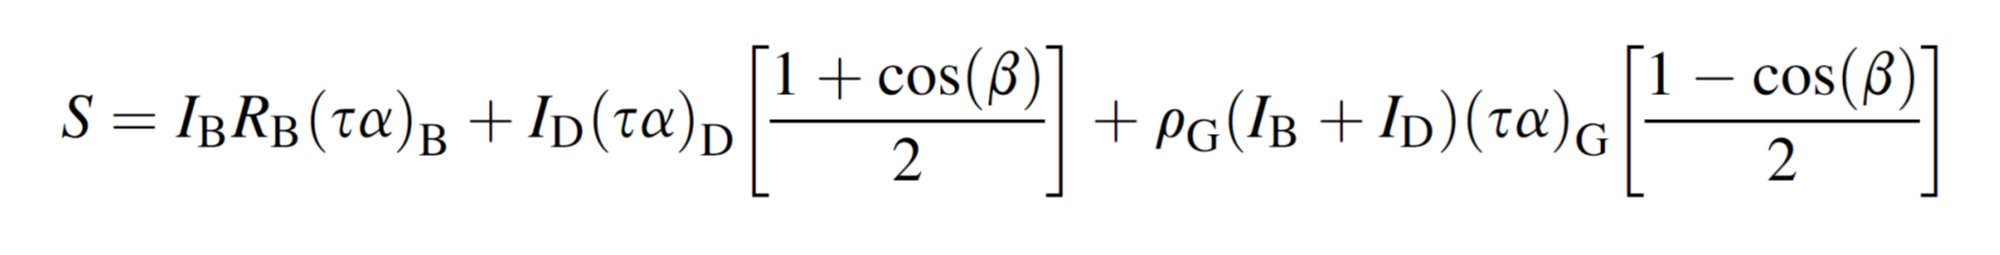 S = I_B R_B (τα)_B + I_D (τα)_D [(1 + cos(β))/2] + ρ_G (I_B + I_D)(τα)_G [(1 − cos(β))/2]